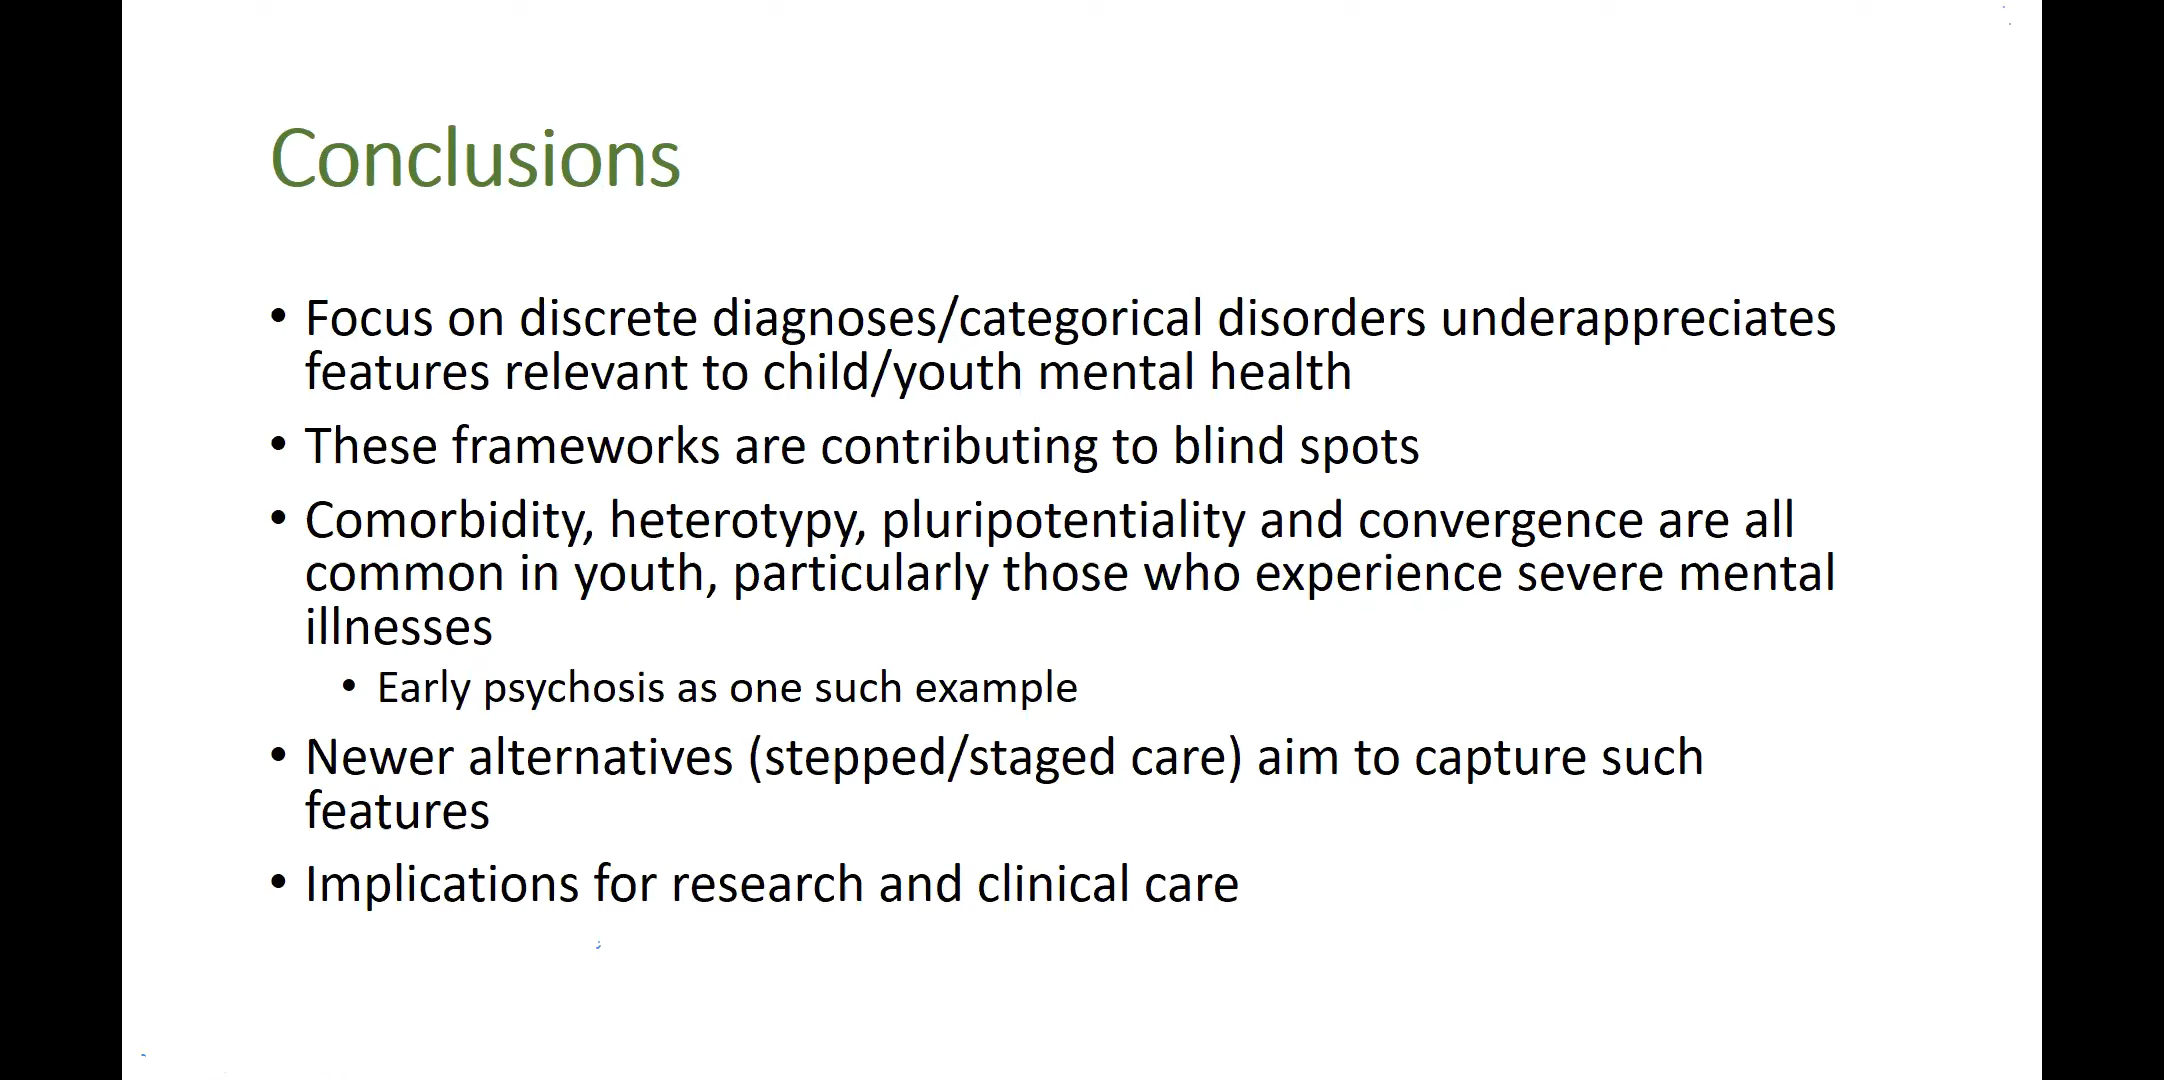 Conclusions
• Focus on discrete diagnoses/categorical disorders underappreciates
features relevant to child/youth mental health
• These frameworks are contributing to blind spots
• Comorbidity, heterotypy, pluripotentiality and convergence are all
common in youth, particularly those who experience severe mental
illnesses
• Early psychosis as one such example
• Newer alternatives (stepped/staged care) aim to capture such
features
• Implications for research and clinical care